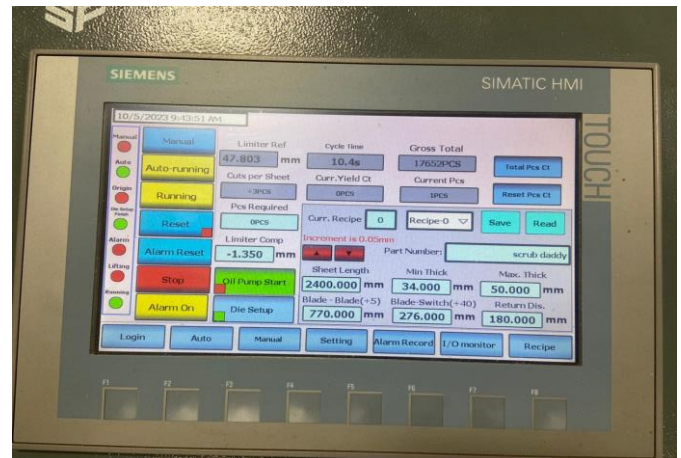 SIEMENS
SIMATIC HMI
TOUCH
10/5/2023 9:43:51 AM
Manual
Auto
Origin
Die Setup Finish
Alarm
Lifting
Running
Manual
Auto-running
Running
Reset
Alarm Reset
Stop
Alarm On
Limiter Ref
47.803 mm
Cuts per Sheet
Pcs Required
0PCS
Limiter Comp
-1.350 mm
Oil Pump Start
Die Setup
Cycle Time
10.4s
Curr.Yield Ct
0PCS
Gross Total
17652PCS
Current Pcs
1PCS
Total Pcs Cl
Reset Pcs Cl
Curr. Recipe 0 Recipe-0 Save Read
Increment is 0.05mm
Part Number: scrub daddy
Sheet Length Min Thick Max. Thick
2400.000 mm 34.000 mm 50.000 mm
Blade - Blade(+5) Blade-Switch(+40) Return Dis.
770.000 mm 276.000 mm 180.000 mm
Login Auto Manual Setting Alarm Record I/O monitor Recipe
F1 F2 F3 F4 F5 F6 F7 F8